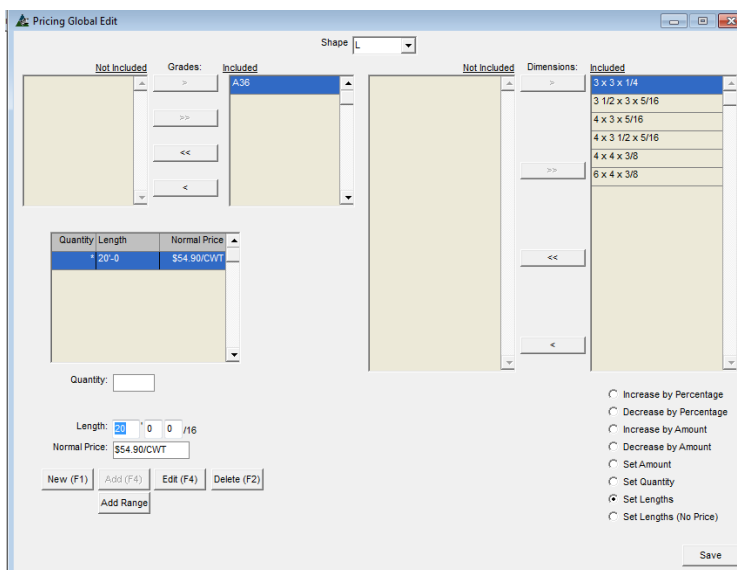 Pricing Global Edit
Shape L
Not Included Grades: Included
A36
>
>>
<<
<
Not Included Dimensions: Included
3 x 3 x 1/4
3 1/2 x 3 x 5/16
4 x 3 x 5/16
4 x 3 1/2 x 5/16
4 x 4 x 3/8
6 x 4 x 3/8
>
>>
<<
<
Quantity Length Normal Price
* 20'-0 $54.90/CWT
Quantity:
Length: 20 ' 0 0 /16
Normal Price: $54.90/CWT
New (F1) Add (F4) Edit (F4) Delete (F2)
Add Range
Increase by Percentage
Decrease by Percentage
Increase by Amount
Decrease by Amount
Set Amount
Set Quantity
Set Lengths
Set Lengths (No Price)
Save